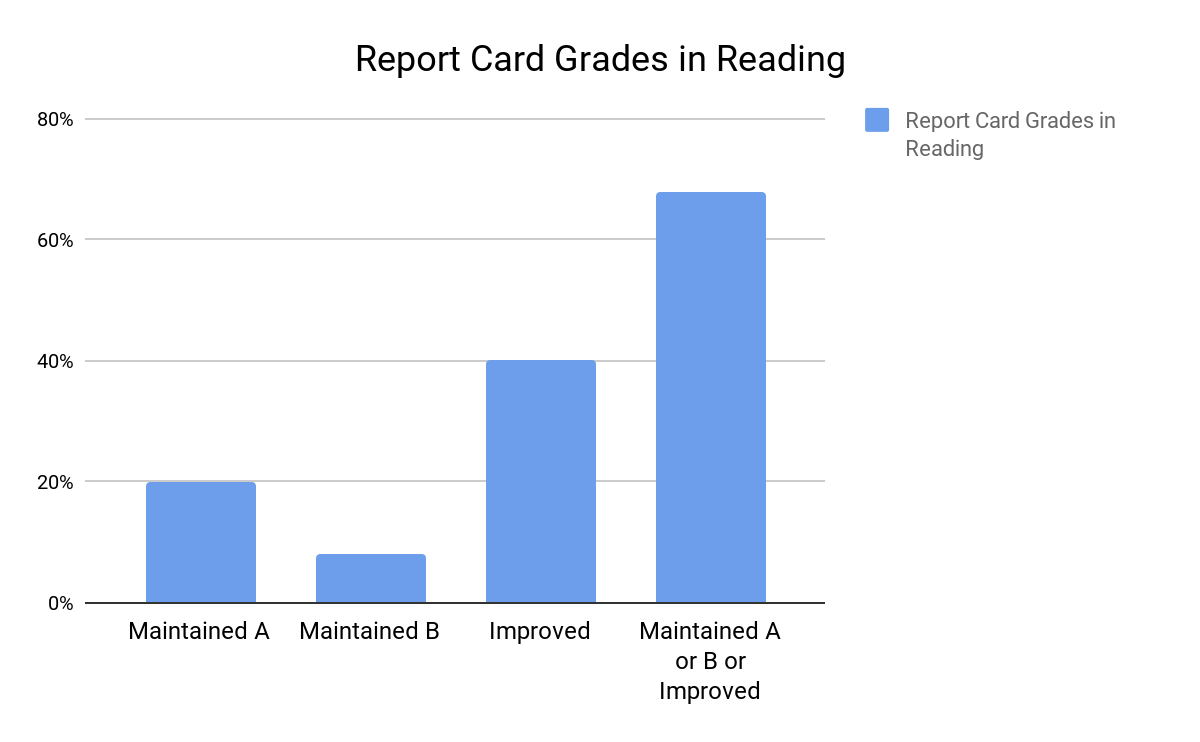 Report Card Grades in Reading
80%
60%
40%
20%
0%
Report Card Grades in
Reading
Maintained A
Maintained B
Improved
Maintained A
or B or
Improved